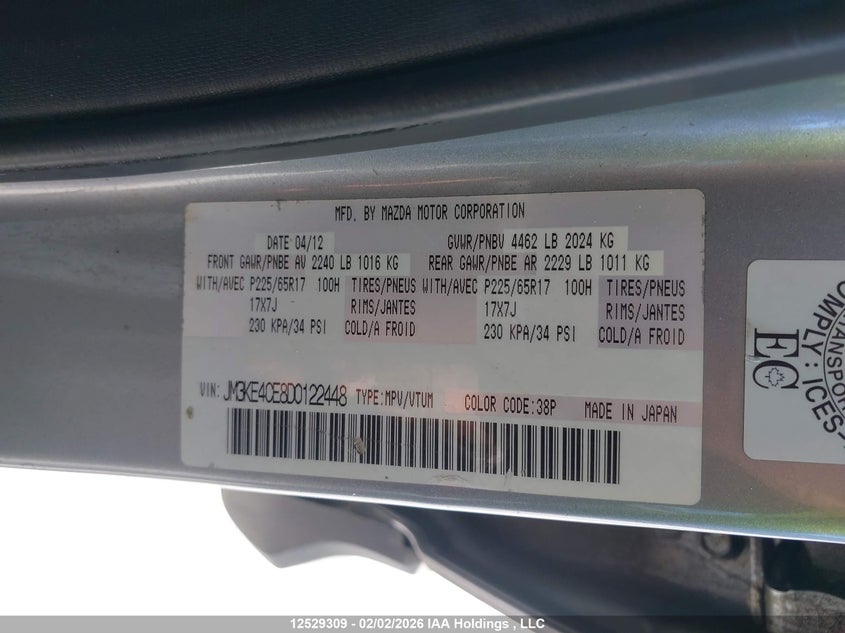 MFD. BY MAZDA MOTOR CORPORATION
DATE 04/12 GVWR/PNBV 4462 LB 2024 KG
FRONT GAWR/PNBE AV 2240 LB 1016 KG REAR GAWR/PNBE AR 2229 LB 1011 KG
WITH/AVEC P225/65R17 100H TIRES/PNEUS WITH/AVEC P225/65R17 100H TIRES/PNEUS
17X7J RIMS/JANTES 17X7J RIMS/JANTES
230 KPA/34 PSI COLD/A FROID 230 KPA/34 PSI COLD/A FROID
VIN: JM3KE4CE8D0122448 TYPE:MPV/VTUM COLOR CODE:38P MADE IN JAPAN
EC
12529309 - 02/02/2026 IAA Holdings , LLC